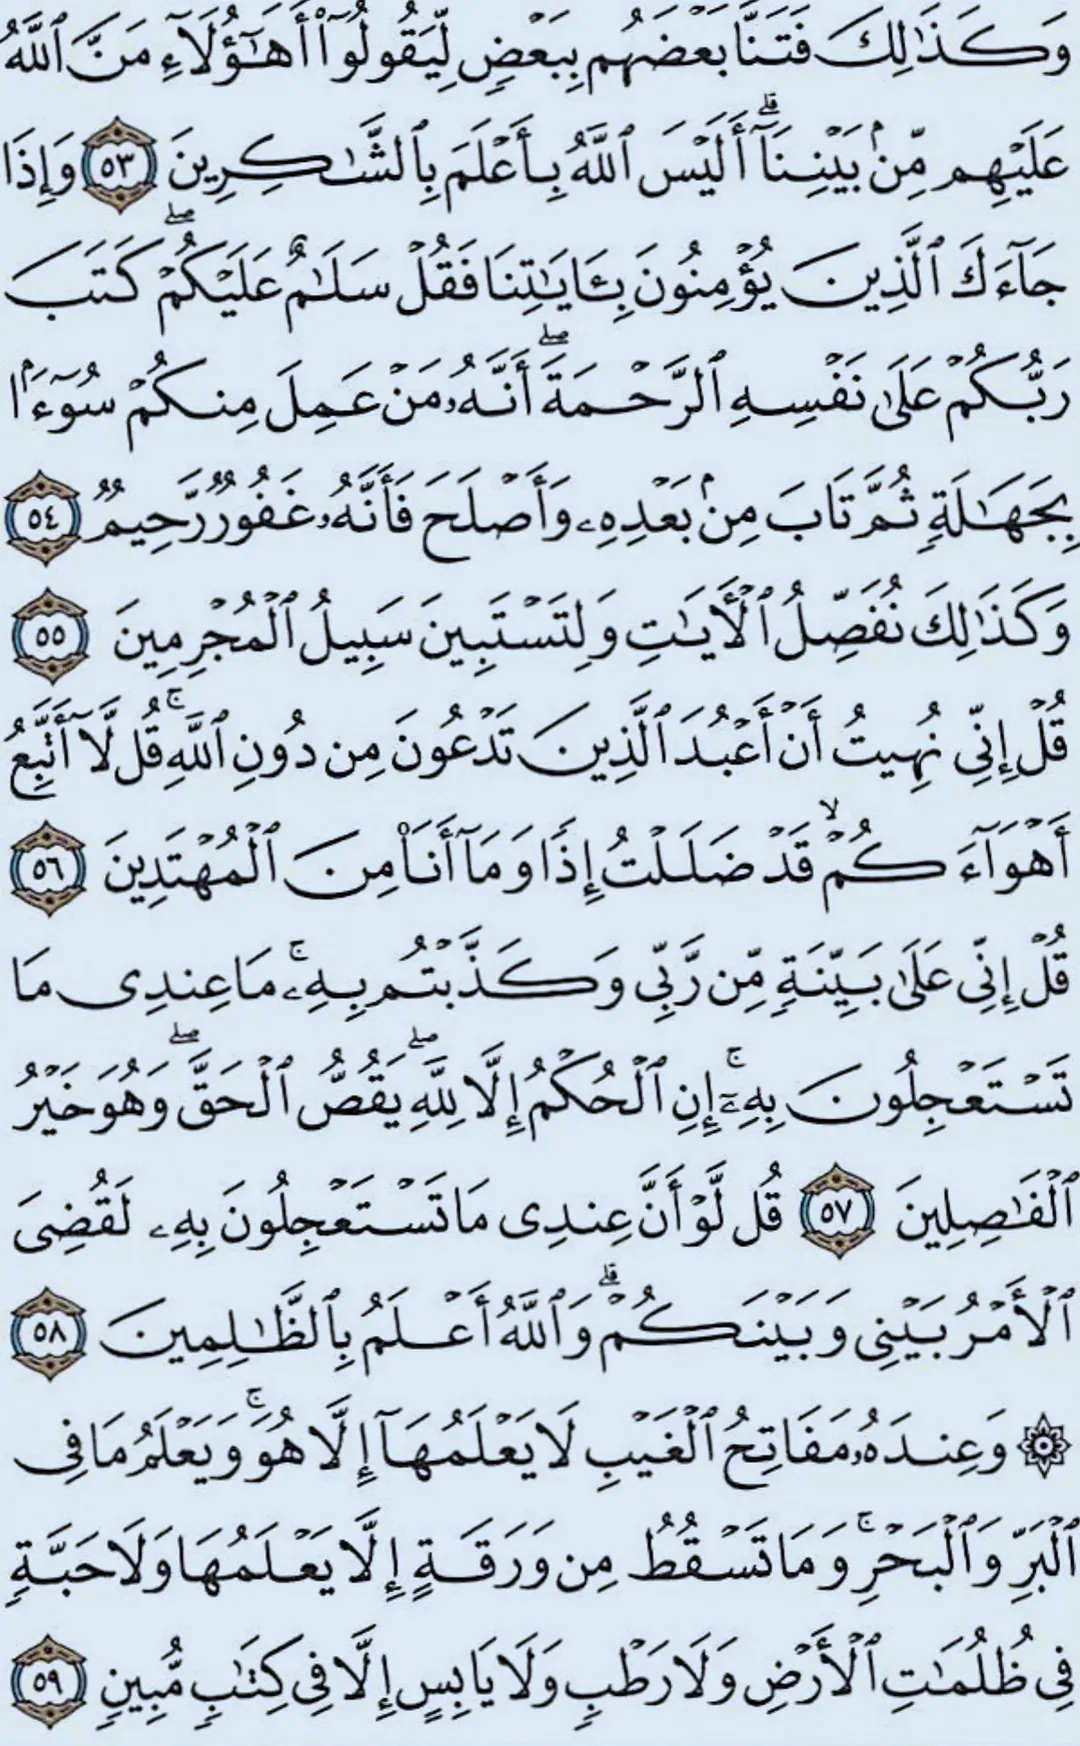 وَكَذَٰلِكَ فَتَنَّا بَعْضَهُم بِبَعْضٍ لِّيَقُولُوٓا۟ أَهَـٰٓؤُلَآءِ مَنَّ ٱللَّهُ
عَلَيْهِم مِّنۢ بَيْنِنَآ ۗ أَلَيْسَ ٱللَّهُ بِأَعْلَمَ بِٱلشَّـٰكِرِينَ ٥٣ وَإِذَا
جَآءَكَ ٱلَّذِينَ يُؤْمِنُونَ بِـَٔايَـٰتِنَا فَقُلْ سَلَـٰمٌ عَلَيْكُمْ ۖ كَتَبَ
رَبُّكُمْ عَلَىٰ نَفْسِهِ ٱلرَّحْمَةَ ۖ أَنَّهُۥ مَنْ عَمِلَ مِنكُمْ سُوٓءًۢا
بِجَهَـٰلَةٍ ثُمَّ تَابَ مِنۢ بَعْدِهِۦ وَأَصْلَحَ فَأَنَّهُۥ غَفُورٌ رَّحِيمٌ ٥٤
وَكَذَٰلِكَ نُفَصِّلُ ٱلْـَٔايَـٰتِ وَلِتَسْتَبِينَ سَبِيلُ ٱلْمُجْرِمِينَ ٥٥
قُلْ إِنِّى نُهِيتُ أَنْ أَعْبُدَ ٱلَّذِينَ تَدْعُونَ مِن دُونِ ٱللَّهِ ۚ قُل لَّآ أَتَّبِعُ
أَهْوَآءَكُمْ ۙ قَدْ ضَلَلْتُ إِذًا وَمَآ أَنَا۠ مِنَ ٱلْمُهْتَدِينَ ٥٦
قُلْ إِنِّى عَلَىٰ بَيِّنَةٍ مِّن رَّبِّى وَكَذَّبْتُم بِهِۦ ۚ مَا عِندِى مَا
تَسْتَعْجِلُونَ بِهِۦٓ ۚ إِنِ ٱلْحُكْمُ إِلَّا لِلَّهِ ۖ يَقُصُّ ٱلْحَقَّ ۖ وَهُوَ خَيْرُ
ٱلْفَـٰصِلِينَ ٥٧ قُل لَّوْ أَنَّ عِندِى مَا تَسْتَعْجِلُونَ بِهِۦ لَقُضِىَ
ٱلْأَمْرُ بَيْنِى وَبَيْنَكُمْ ۗ وَٱللَّهُ أَعْلَمُ بِٱلظَّـٰلِمِينَ ٥٨
۞ وَعِندَهُۥ مَفَاتِحُ ٱلْغَيْبِ لَا يَعْلَمُهَآ إِلَّا هُوَ ۚ وَيَعْلَمُ مَا فِى
ٱلْبَرِّ وَٱلْبَحْرِ ۚ وَمَا تَسْقُطُ مِن وَرَقَةٍ إِلَّا يَعْلَمُهَا وَلَا حَبَّةٍ
فِى ظُلُمَـٰتِ ٱلْأَرْضِ وَلَا رَطْبٍ وَلَا يَابِسٍ إِلَّا فِى كِتَـٰبٍ مُّبِينٍ ٥٩